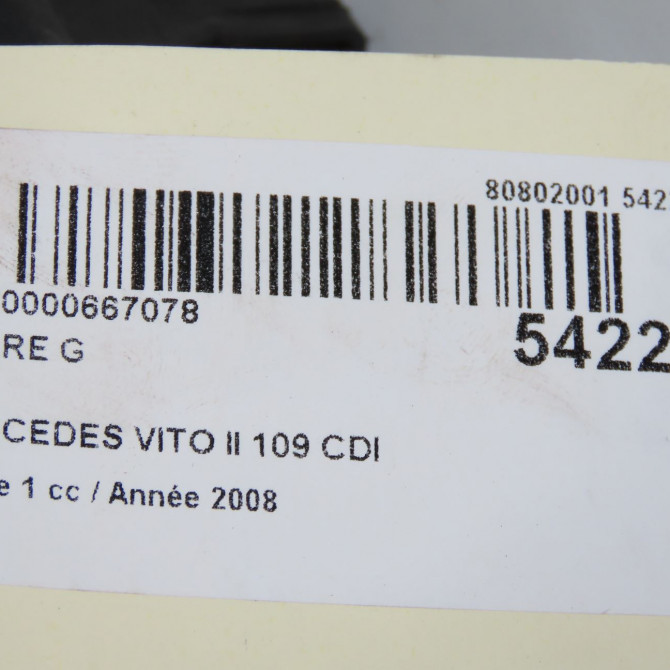 80802001 542
0000667078
5422
RE G
CEDES VITO II 109 CDI
e 1 cc / Année 2008